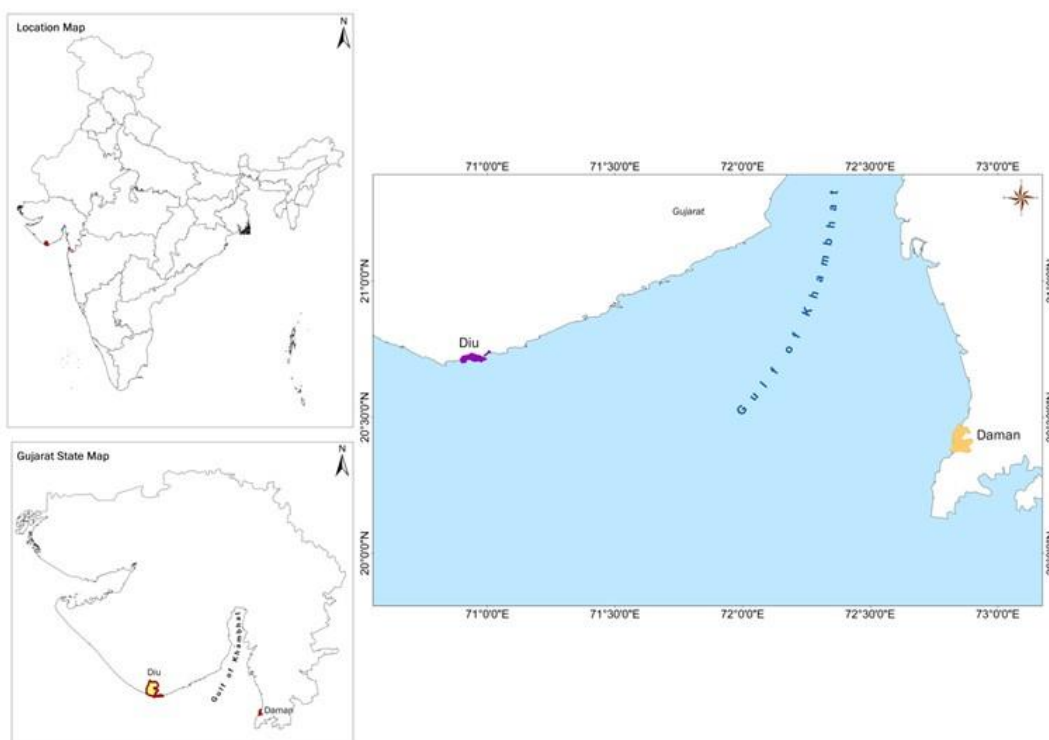 Location Map
N
Gujarat State Map
N
Diu
Gulf of Khambhat
Daman
71°0'0"E 71°30'0"E 72°0'0"E 72°30'0"E 73°0'0"E
Gujarat
Gulf of Khambhat
21°0'0"N
Diu
20°30'0"N
Daman
20°0'0"N
71°0'0"E 71°30'0"E 72°0'0"E 72°30'0"E 73°0'0"E